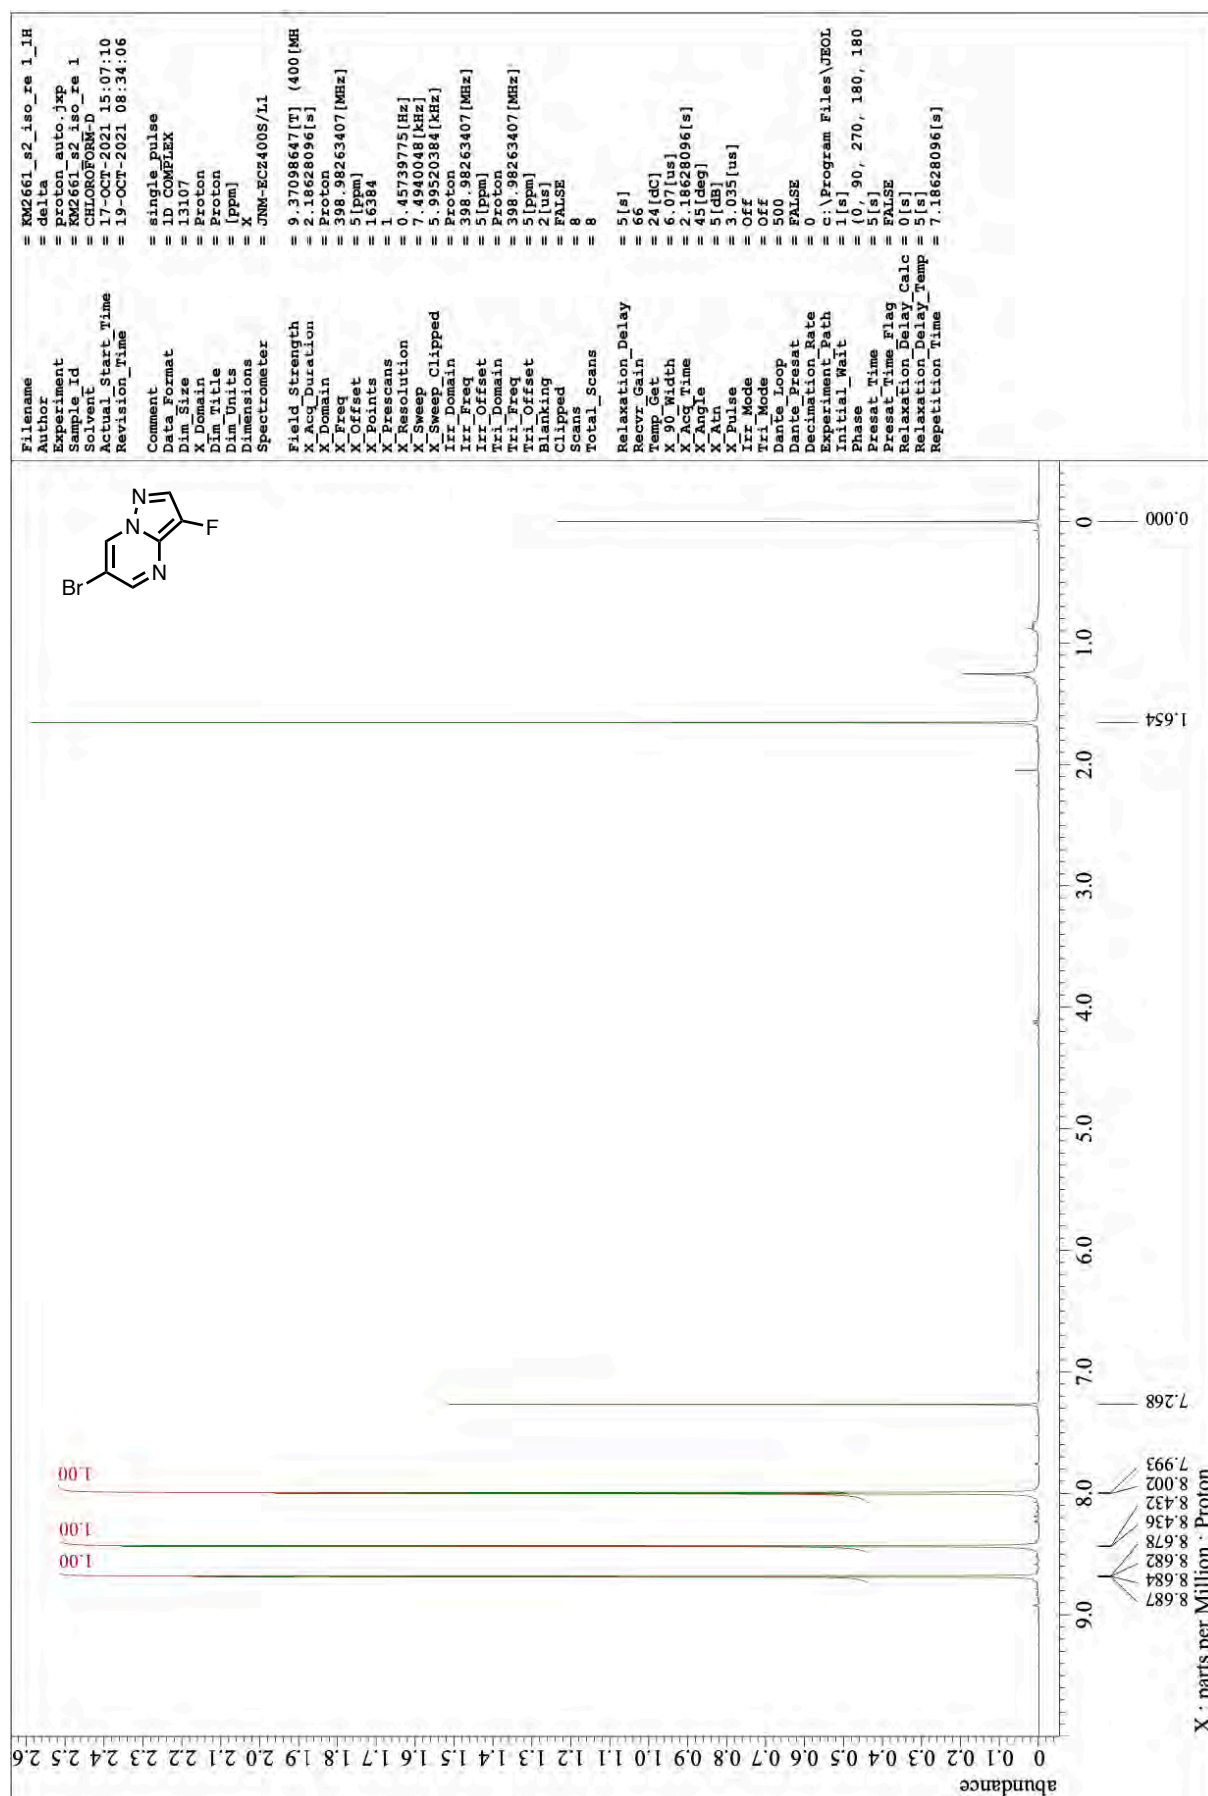 Filename = KM2661_s2_iso_re 1_1H
Author = delta
Experiment = proton_auto.jxp
Sample_Id = KM2661_s2_iso_re 1
Solvent = CHLOROFORM-D
Actual_Start_Time = 17-OCT-2021 15:07:10
Revision_Time = 19-OCT-2021 08:34:06
Comment = single_pulse
Data_Format = 1D COMPLEX
Dim_Size = 13107
X_Domain = Proton
Dim_Title = Proton
Dim_Units = [ppm]
Dimensions = X
Spectrometer = JNM-ECZ400S/L1
Field_Strength = 9.37098647[T] (400[MH
X_Acq_Duration = 2.18628096[s]
X_Domain = Proton
X_Freq = 398.98263407[MHz]
X_Offset = 5[ppm]
X_Points = 16384
X_Prescans = 1
X_Resolution = 0.45739775[Hz]
X_Sweep = 7.4940048[kHz]
X_Sweep_Clipped = 5.99520384[kHz]
Irr_Domain = Proton
Irr_Freq = 398.98263407[MHz]
Irr_Offset = 5[ppm]
Tri_Domain = Proton
Tri_Freq = 398.98263407[MHz]
Tri_Offset = 5[ppm]
Blanking = 2[us]
Clipped = FALSE
Scans = 8
Total_Scans = 8
Relaxation_Delay = 5[s]
Recvr_Gain = 66
Temp_Get = 24[dC]
X_90_Width = 6.07[us]
X_Acq_Time = 2.18628096[s]
X_Angle = 45[deg]
X_Atn = 5[dB]
X_Pulse = 3.035[us]
Irr_Mode = Off
Tri_Mode = Off
Dante_Loop = 500
Dante_Presat = FALSE
Decimation_Rate = 0
Experiment_Path = c:\Program Files\JEOL
Initial_Wait = 1[s]
Phase = {0, 90, 270, 180, 180
Presat_Time = 5[s]
Presat_Time_Flag = FALSE
Relaxation_Delay_Calc = 0[s]
Relaxation_Delay_Temp = 5[s]
Repetition_Time = 7.18628096[s]
N
N
F
N
Br
1.00
1.00
1.00
abundance
0 0.1 0.2 0.3 0.4 0.5 0.6 0.7 0.8 0.9 1.0 1.1 1.2 1.3 1.4 1.5 1.6 1.7 1.8 1.9 2.0 2.1 2.2 2.3 2.4 2.5 2.6
9.0 8.0 7.0 6.0 5.0 4.0 3.0 2.0 1.0 0
8.687
8.684
8.682
8.678
8.436
8.432
8.002
7.993
7.268
1.654
0.000
X : parts per Million : Proton